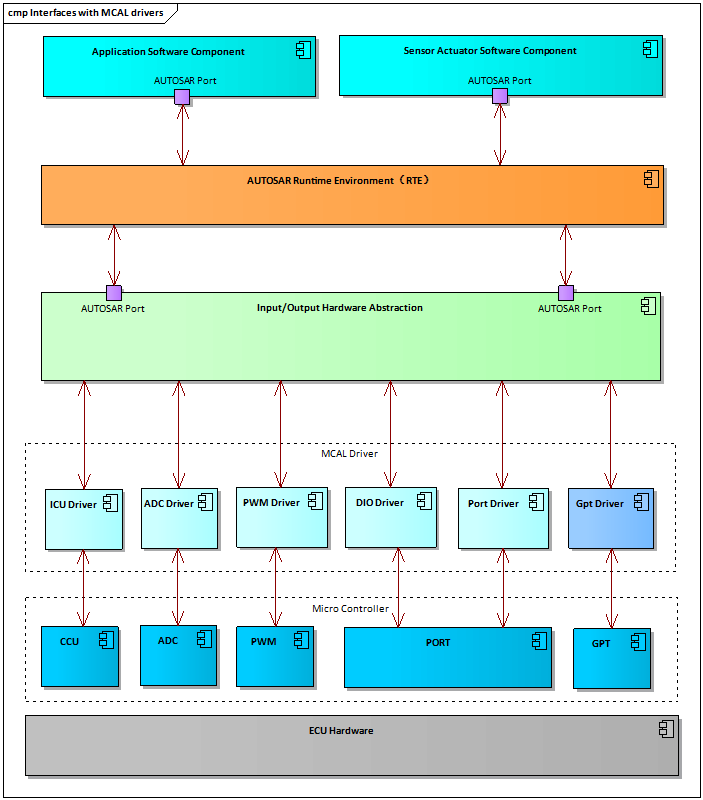 cmp Interfaces with MCAL drivers
Application Software Component
Sensor Actuator Software Component
AUTOSAR Port
AUTOSAR Port
AUTOSAR Runtime Environment（RTE）
AUTOSAR Port
Input/Output Hardware Abstraction
AUTOSAR Port
MCAL Driver
ICU Driver
ADC Driver
PWM Driver
DIO Driver
Port Driver
Gpt Driver
Micro Controller
CCU
ADC
PWM
PORT
GPT
ECU Hardware